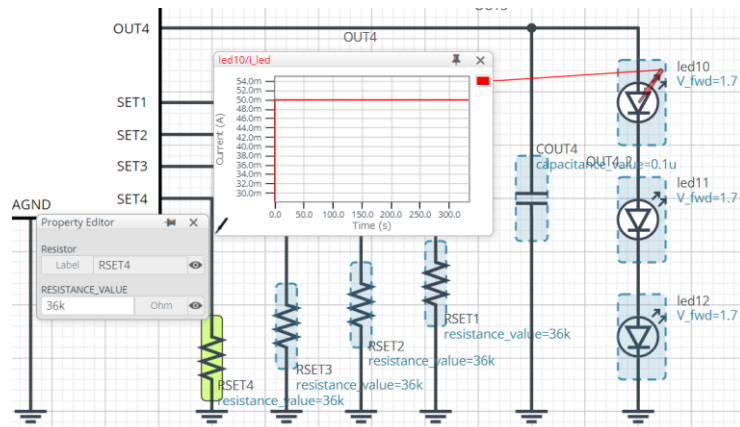 OUT3
OUT4
OUT4
led10/i_led
54.0m
52.0m
50.0m
48.0m
46.0m
44.0m
42.0m
40.0m
38.0m
36.0m
34.0m
32.0m
30.0m
Current (A)
0.0 50.0 100.0 150.0 200.0 250.0 300.0
Time (s)
led10
V_fwd=1.7
SET1
SET2
SET3
SET4
COUT4
capacitance_value=0.1u
OUT4_2
led11
V_fwd=1.7
AGND
Property Editor
Resistor
Label RSET4
RESISTANCE_VALUE
36k Ohm
led12
V_fwd=1.7
RSET1
resistance_value=36k
RSET2
resistance_value=36k
RSET3
resistance_value=36k
RSET4
resistance_value=36k